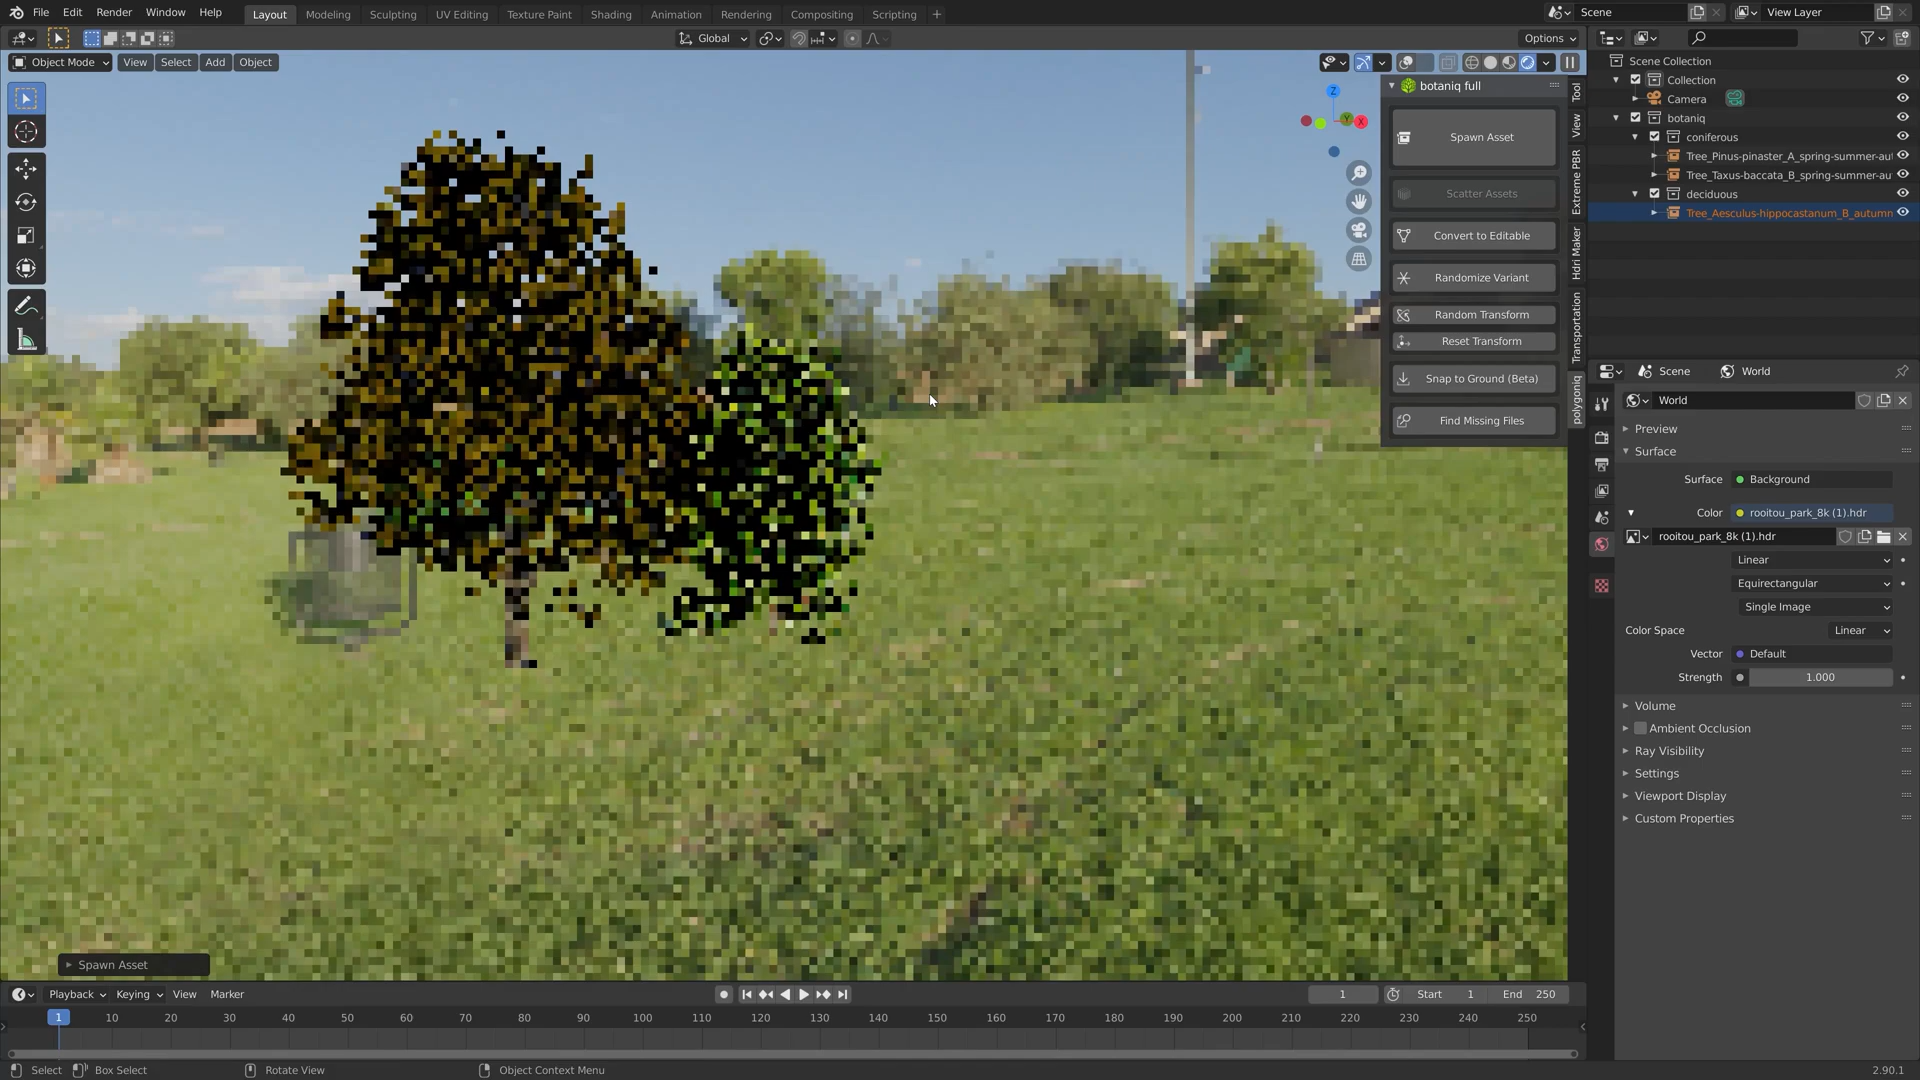 File Edit Render Window Help
Layout Modeling Sculpting UV Editing Texture Paint Shading Animation Rendering Compositing Scripting +
Scene
View Layer
Global
Options
Object Mode View Select Add Object
Z
Y
X
botaniq full
Spawn Asset
Scatter Assets
Convert to Editable
Randomize Variant
Random Transform
Reset Transform
Snap to Ground (Beta)
Find Missing Files
Tool
View
Extreme PBR
Hdri Maker
Transportation
polygoniq
Scene Collection
Collection
Camera
botaniq
coniferous
Tree_Pinus-pinaster_A_spring-summer-au
Tree_Taxus-baccata_B_spring-summer-au
deciduous
Tree_Aesculus-hippocastanum_B_autumn
Scene World
World
Preview
Surface
Surface Background
Color rooitou_park_8k (1).hdr
rooitou_park_8k (1).hdr
Linear
Equirectangular
Single Image
Color Space Linear
Vector Default
Strength 1.000
Volume
Ambient Occlusion
Ray Visibility
Settings
Viewport Display
Custom Properties
Spawn Asset
Playback Keying View Marker
1 Start 1 End 250
1 10 20 30 40 50 60 70 80 90 100 110 120 130 140 150 160 170 180 190 200 210 220 230 240 250
Select Box Select Rotate View Object Context Menu 2.90.1